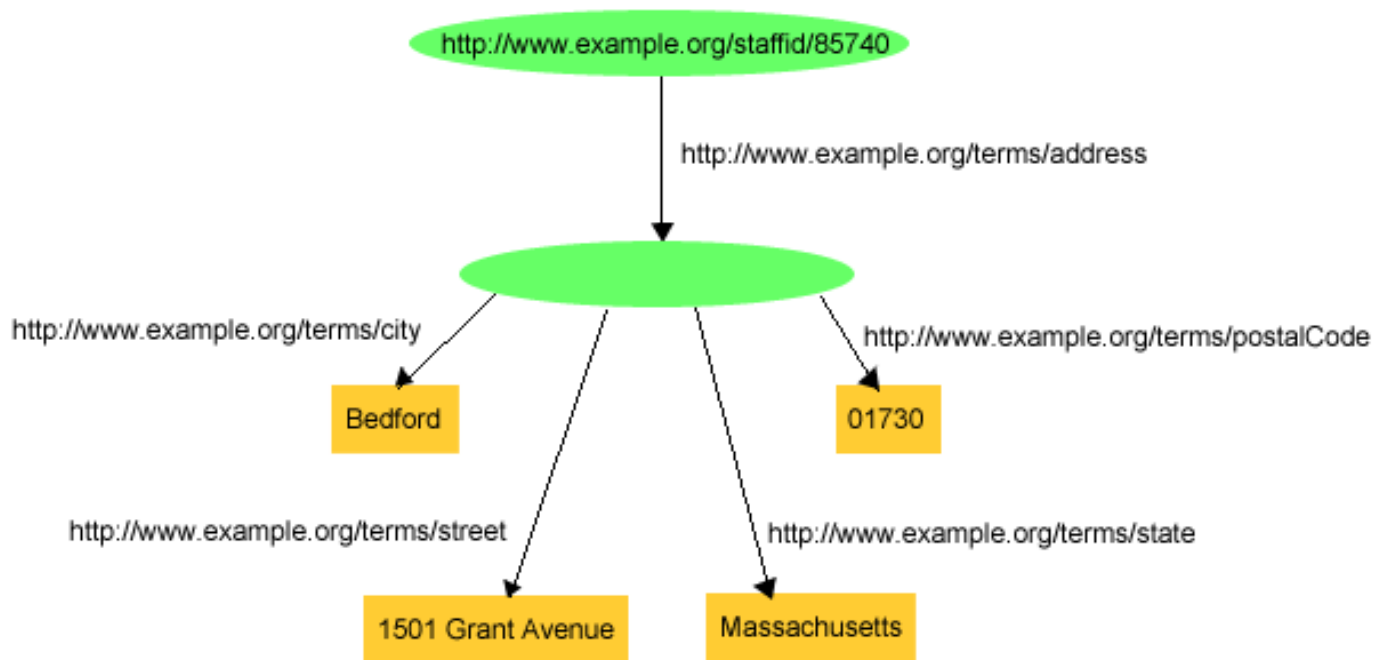 http://www.example.org/staffid/85740
http://www.example.org/terms/address
http://www.example.org/terms/city
http://www.example.org/terms/postalCode
Bedford
01730
http://www.example.org/terms/street
http://www.example.org/terms/state
1501 Grant Avenue
Massachusetts